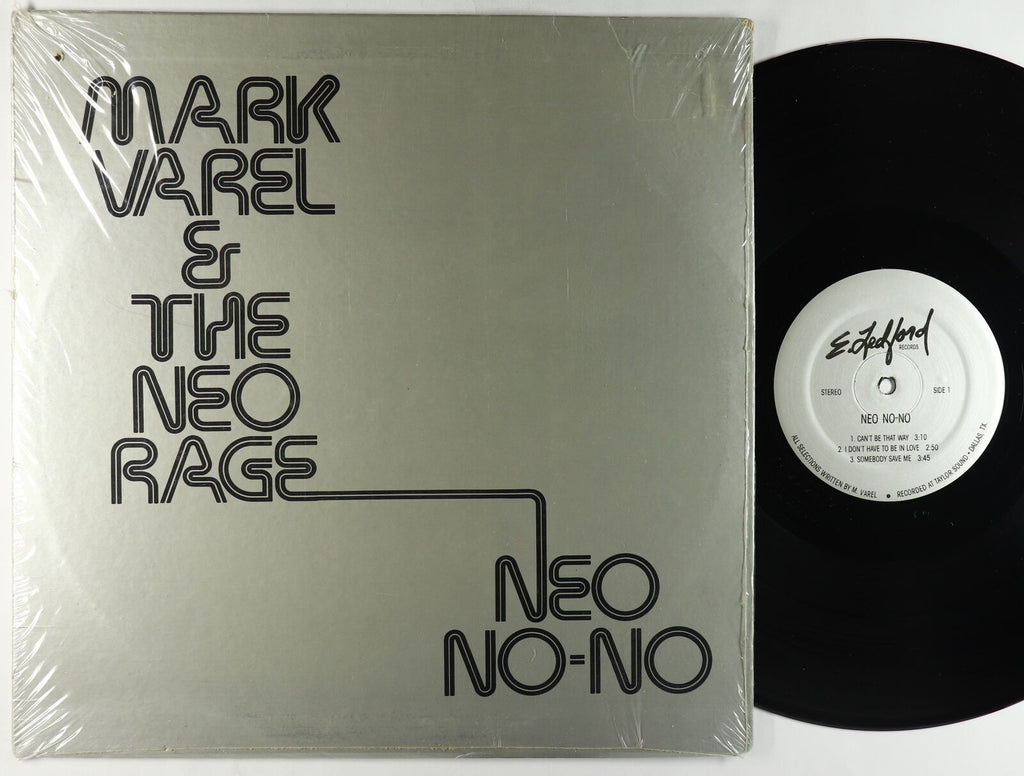 MARK
VAREL
&
THE
NEO
RAGE
NEO
NO-NO
E. Ledford
RECORDS
STEREO
SIDE 1
NEO NO-NO
1. CAN'T BE THAT WAY 3:10
2. I DON'T HAVE TO BE IN LOVE 2:50
3. SOMEBODY SAVE ME 3:45
ALL SELECTIONS WRITTEN BY M. VAREL • RECORDED AT TAYLOR SOUND - DALLAS, TX.